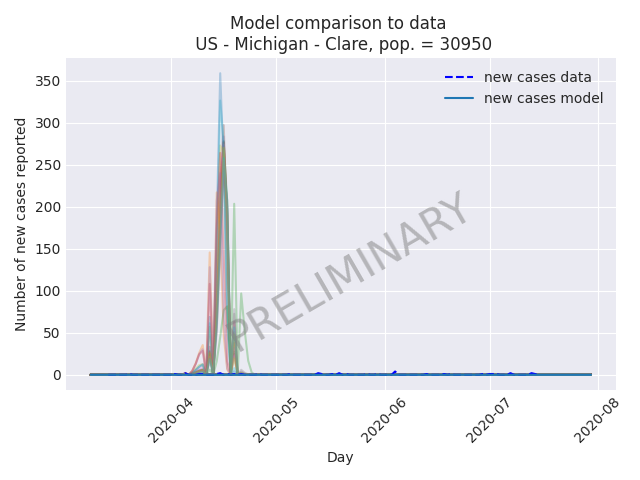 Model comparison to data
US - Michigan - Clare, pop. = 30950
Number of new cases reported
350
300
250
200
150
100
50
0
new cases data
new cases model
PRELIMINARY
2020-04
2020-05
2020-06
2020-07
2020-08
Day